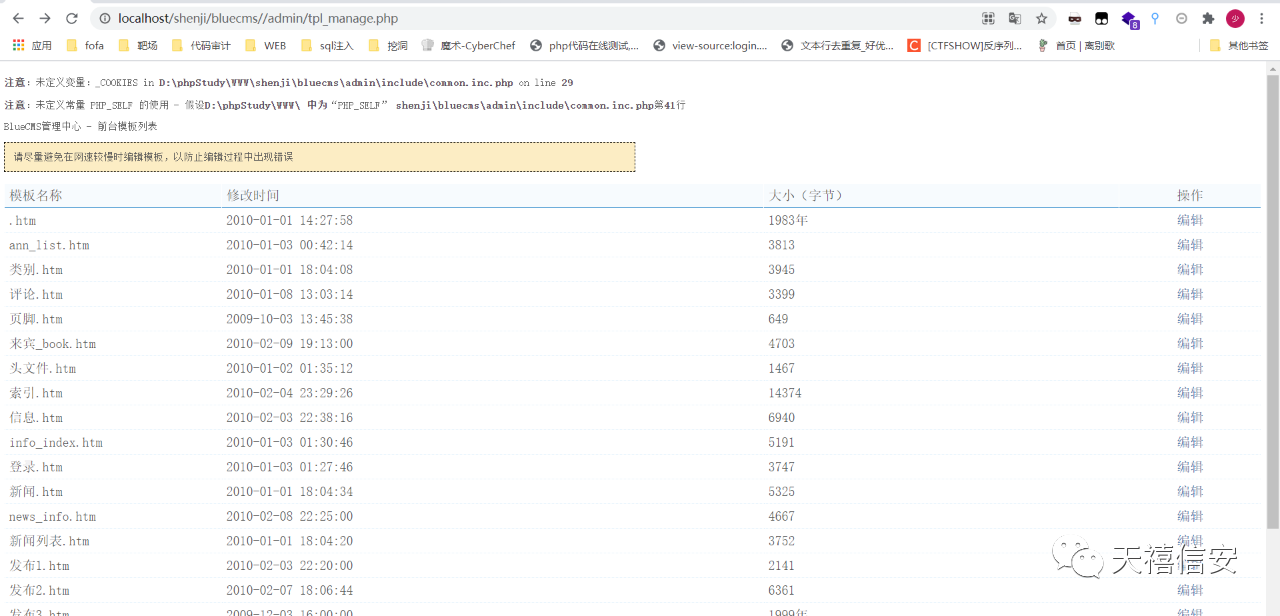 localhost/shenji/bluecms//admin/tpl_manage.php
应用 fofa 靶场 代码审计 WEB sql注入 挖洞 魔术-CyberChef php代码在线测试,... view-source:login.... 文本行去重复_好优... [CTFSHOW]反序列... 首页 | 离别歌 其他书签
注意：未定义变量：_COOKIES in D:\phpStudy\WWW\shenji\bluecms\admin\include\common.inc.php on line 29
注意：未定义常量 PHP_SELF 的使用 - 假设D:\phpStudy\WWW\ 中为“PHP_SELF” shenji\bluecms\admin\include\common.inc.php第41行
BlueCMS管理中心 - 前台模板列表
请尽量避免在网速较慢时编辑模板，以防止编辑过程中出现错误
模板名称 修改时间 大小（字节） 操作
.htm 2010-01-01 14:27:58 1983年 编辑
ann_list.htm 2010-01-03 00:42:14 3813 编辑
类别.htm 2010-01-01 18:04:08 3945 编辑
评论.htm 2010-01-08 13:03:14 3399 编辑
页脚.htm 2009-10-03 13:45:38 649 编辑
来宾_book.htm 2010-02-09 19:13:00 4703 编辑
头文件.htm 2010-01-02 01:35:12 1467 编辑
索引.htm 2010-02-04 23:29:26 14374 编辑
信息.htm 2010-02-03 22:38:16 6940 编辑
info_index.htm 2010-01-03 01:30:46 5191 编辑
登录.htm 2010-01-03 01:27:46 3747 编辑
新闻.htm 2010-01-01 18:04:34 5325 编辑
news_info.htm 2010-02-08 22:25:00 4667 编辑
新闻列表.htm 2010-01-01 18:04:20 3752 编辑
发布1.htm 2010-02-03 22:20:00 2141 编辑
天禧信安
发布2.htm 2010-02-07 18:06:44 6361 编辑
发布3.htm 2009-12-03 16:00:00 1999年 编辑